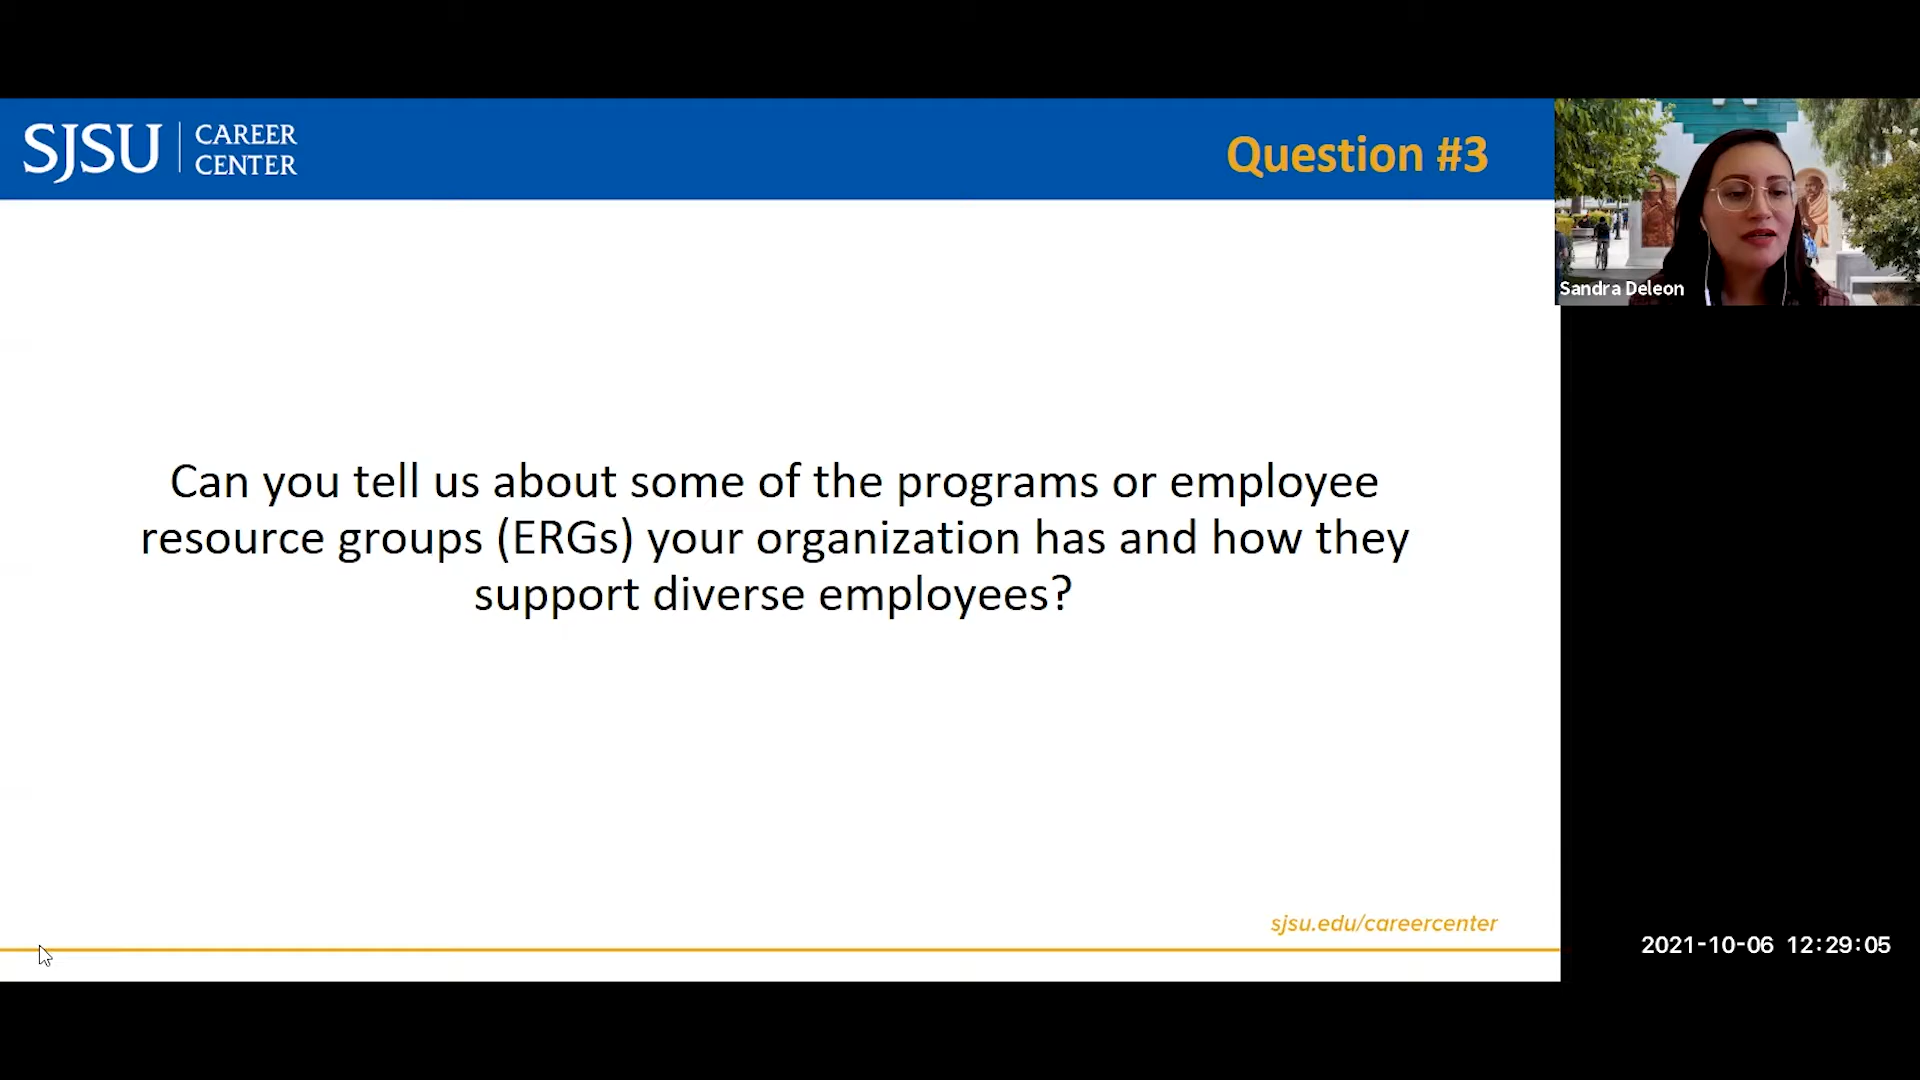 SJSU
CAREER
CENTER
Question #3
Sandra Deleon
Can you tell us about some of the programs or employee
resource groups (ERGs) your organization has and how they
support diverse employees?
sjsu.edu/careercenter
2021-10-06 12:29:05